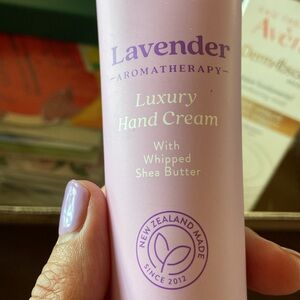 Lavender
AROMATHERAPY
Luxury
Hand Cream
With
Whipped
Shea Butter
NEW ZEALAND MADE
SINCE 2012